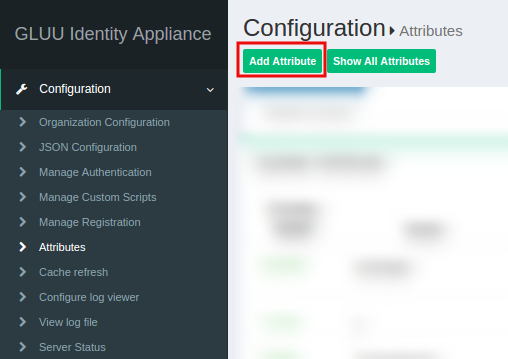 GLUU Identity Appliance
Configuration
Organization Configuration
JSON Configuration
Manage Authentication
Manage Custom Scripts
Manage Registration
Attributes
Cache refresh
Configure log viewer
View log file
Server Status
Configuration Attributes
Add Attribute Show All Attributes